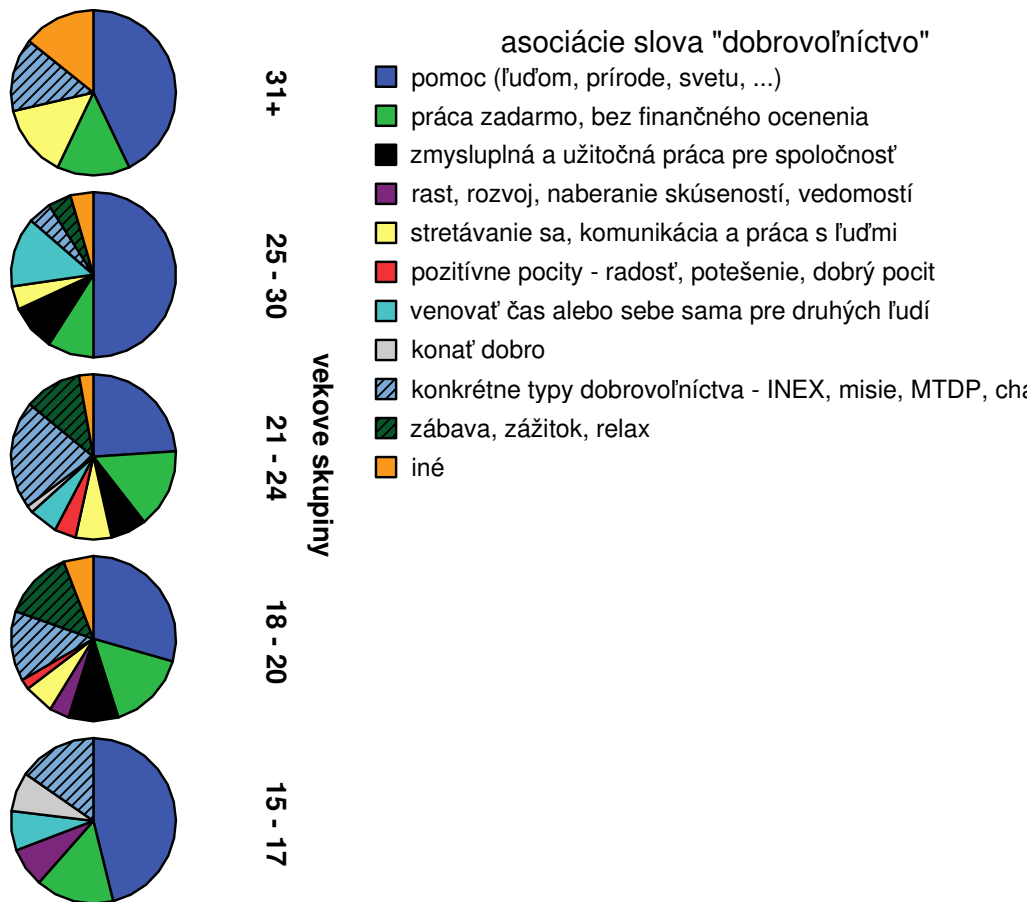 asociácie slova "dobrovoľníctvo"
pomoc (ľuďom, prírode, svetu, ...)
práca zadarmo, bez finančného ocenenia
zmysluplná a užitočná práca pre spoločnosť
rast, rozvoj, naberanie skúseností, vedomostí
stretávanie sa, komunikácia a práca s ľuďmi
pozitívne pocity - radosť, potešenie, dobrý pocit
venovať čas alebo sebe sama pre druhých ľudí
konať dobro
konkrétne typy dobrovoľníctva - INEX, misie, MTDP,
zábava, zážitok, relax
iné
31+
25 - 30
21 - 24
18 - 20
15 - 17
vekove skupiny